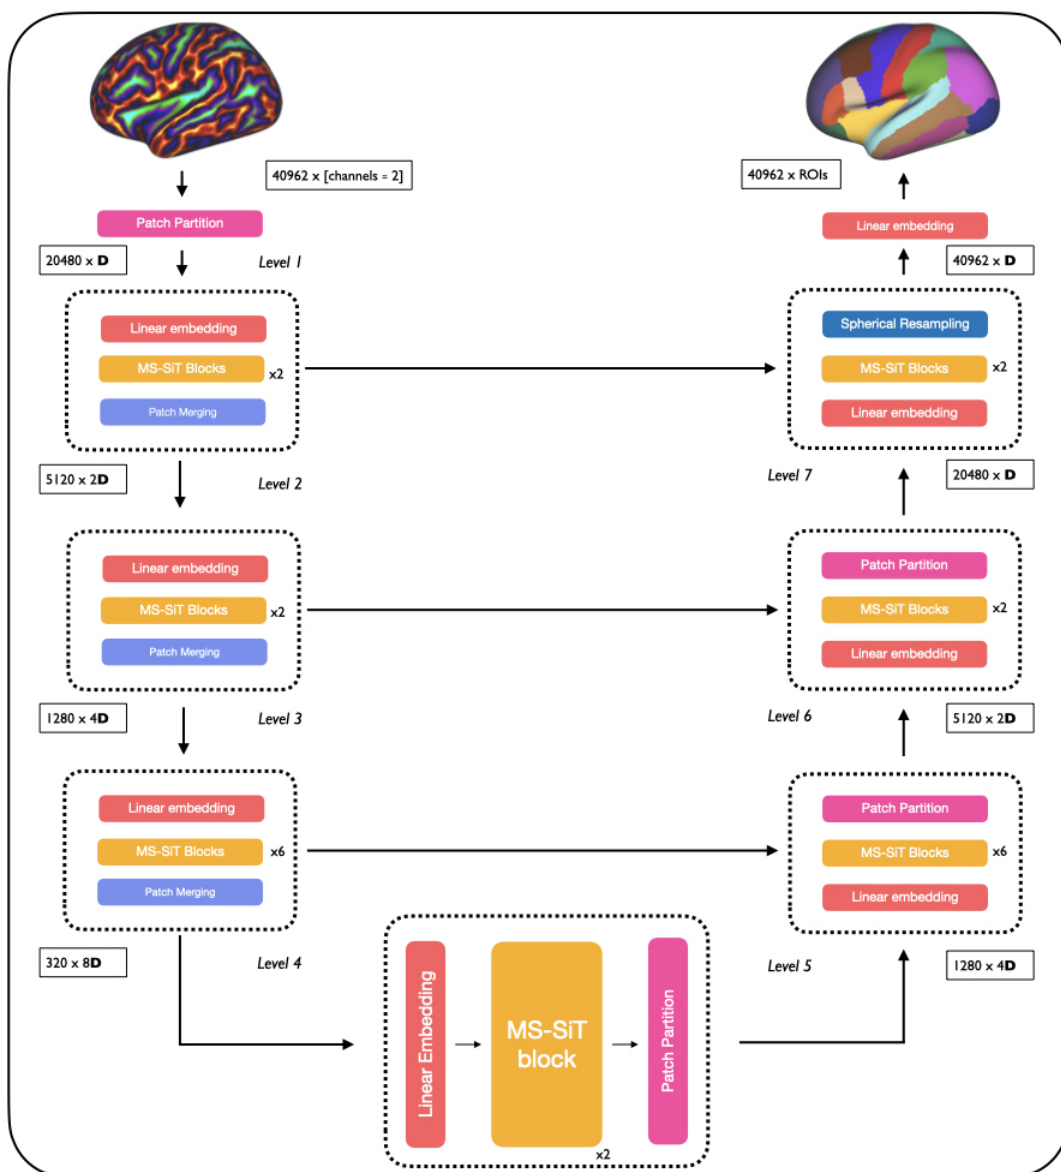 40962 x [channels = 2]
Patch Partition
20480 x D
Level 1
Linear embedding
MS-SiT Blocks
x2
Patch Merging
5120 x 2D
Level 2
Linear embedding
MS-SiT Blocks
x2
Patch Merging
1280 x 4D
Level 3
Linear embedding
MS-SiT Blocks
x6
Patch Merging
320 x 8D
Level 4
Linear Embedding
MS-SiT
block
x2
Patch Partition
Level 5
1280 x 4D
Patch Partition
MS-SiT Blocks
x6
Linear embedding
Level 6
5120 x 2D
Patch Partition
MS-SiT Blocks
x2
Linear embedding
Level 7
20480 x D
Spherical Resampling
MS-SiT Blocks
x2
Linear embedding
40962 x D
Linear embedding
40962 x ROIs